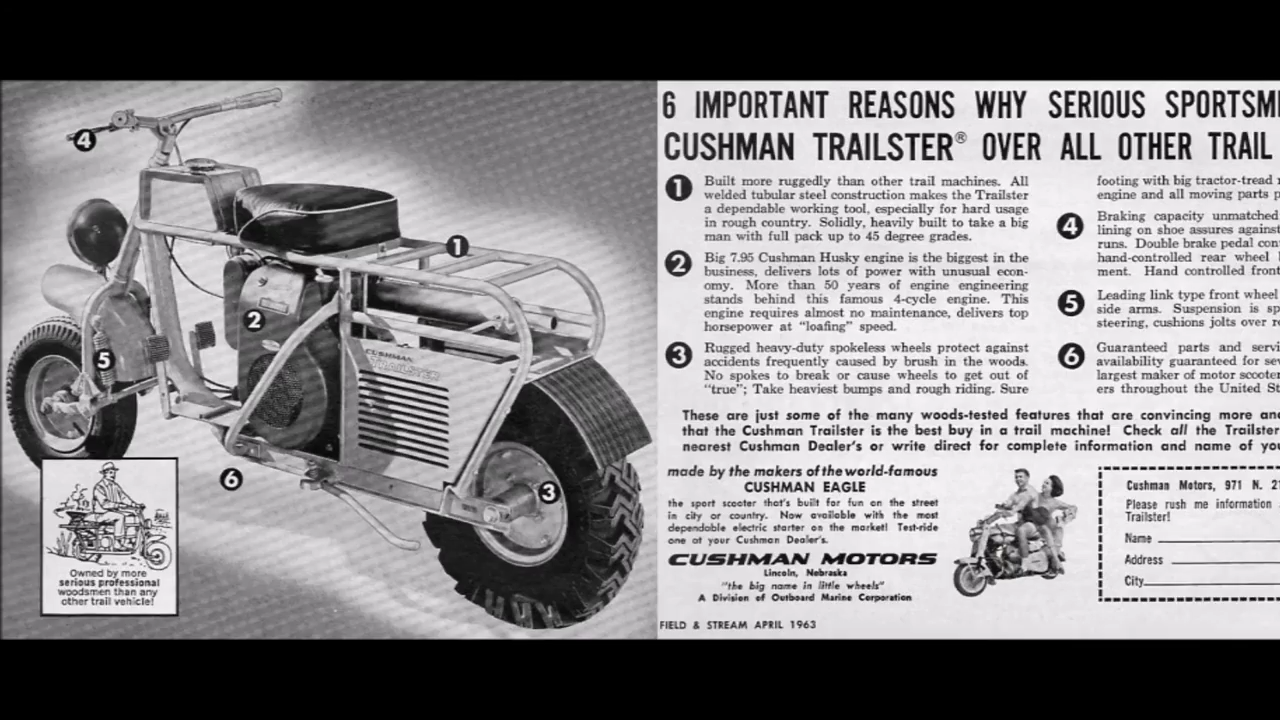 4
1
2
5
6
3
CUSHMAN
TRAILSTER
Owned by more
serious professional
woodsmen than any
other trail vehicle!
6 IMPORTANT REASONS WHY SERIOUS SPORTSM
CUSHMAN TRAILSTER® OVER ALL OTHER TRAIL
1 Built more ruggedly than other trail machines. All
welded tubular steel construction makes the Trailster
a dependable working tool, especially for hard usage
in rough country. Solidly, heavily built to take a big
man with full pack up to 45 degree grades.
2 Big 7.95 Cushman Husky engine is the biggest in the
business, delivers lots of power with unusual econ-
omy. More than 50 years of engine engineering
stands behind this famous 4-cycle engine. This
engine requires almost no maintenance, delivers top
horsepower at "loafing" speed.
3 Rugged heavy-duty spokeless wheels protect against
accidents frequently caused by brush in the woods.
No spokes to break or cause wheels to get out of
"true"; Take heaviest bumps and rough riding. Sure
footing with big tractor-tread
engine and all moving parts p
4 Braking capacity unmatched
lining on shoe assures against
runs. Double brake pedal con
hand-controlled rear wheel
ment. Hand controlled front
5 Leading link type front wheel
side arms. Suspension is sp
steering, cushions jolts over r
6 Guaranteed parts and servi
availability guaranteed for se
largest maker of motor scoote
ers throughout the United St
These are just some of the many woods-tested features that are convincing more an
that the Cushman Trailster is the best buy in a trail machine! Check all the Trailster
nearest Cushman Dealer's or write direct for complete information and name of yo
made by the makers of the world-famous
CUSHMAN EAGLE
the sport scooter that's built for fun on the street
in city or country. Now available with the most
dependable electric starter on the market! Test-ride
one at your Cushman Dealer's.
CUSHMAN MOTORS
Lincoln, Nebraska
"the big name in little wheels"
A Division of Outboard Marine Corporation
Cushman Motors, 971 N. 21
Please rush me information
Trailster!
Name
Address
City
FIELD & STREAM APRIL 1963